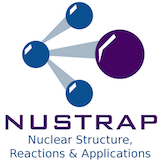 NUSTRAP
Nuclear Structure,
Reactions & Applications